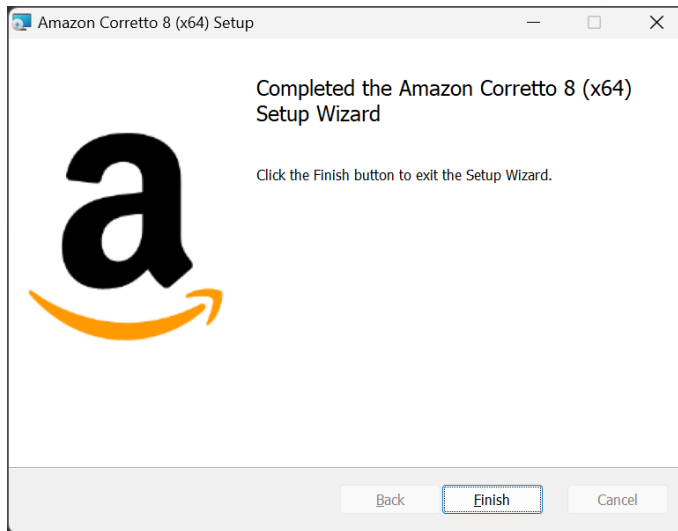 Amazon Corretto 8 (x64) Setup
Completed the Amazon Corretto 8 (x64)
Setup Wizard
Click the Finish button to exit the Setup Wizard.
a
Back
Finish
Cancel